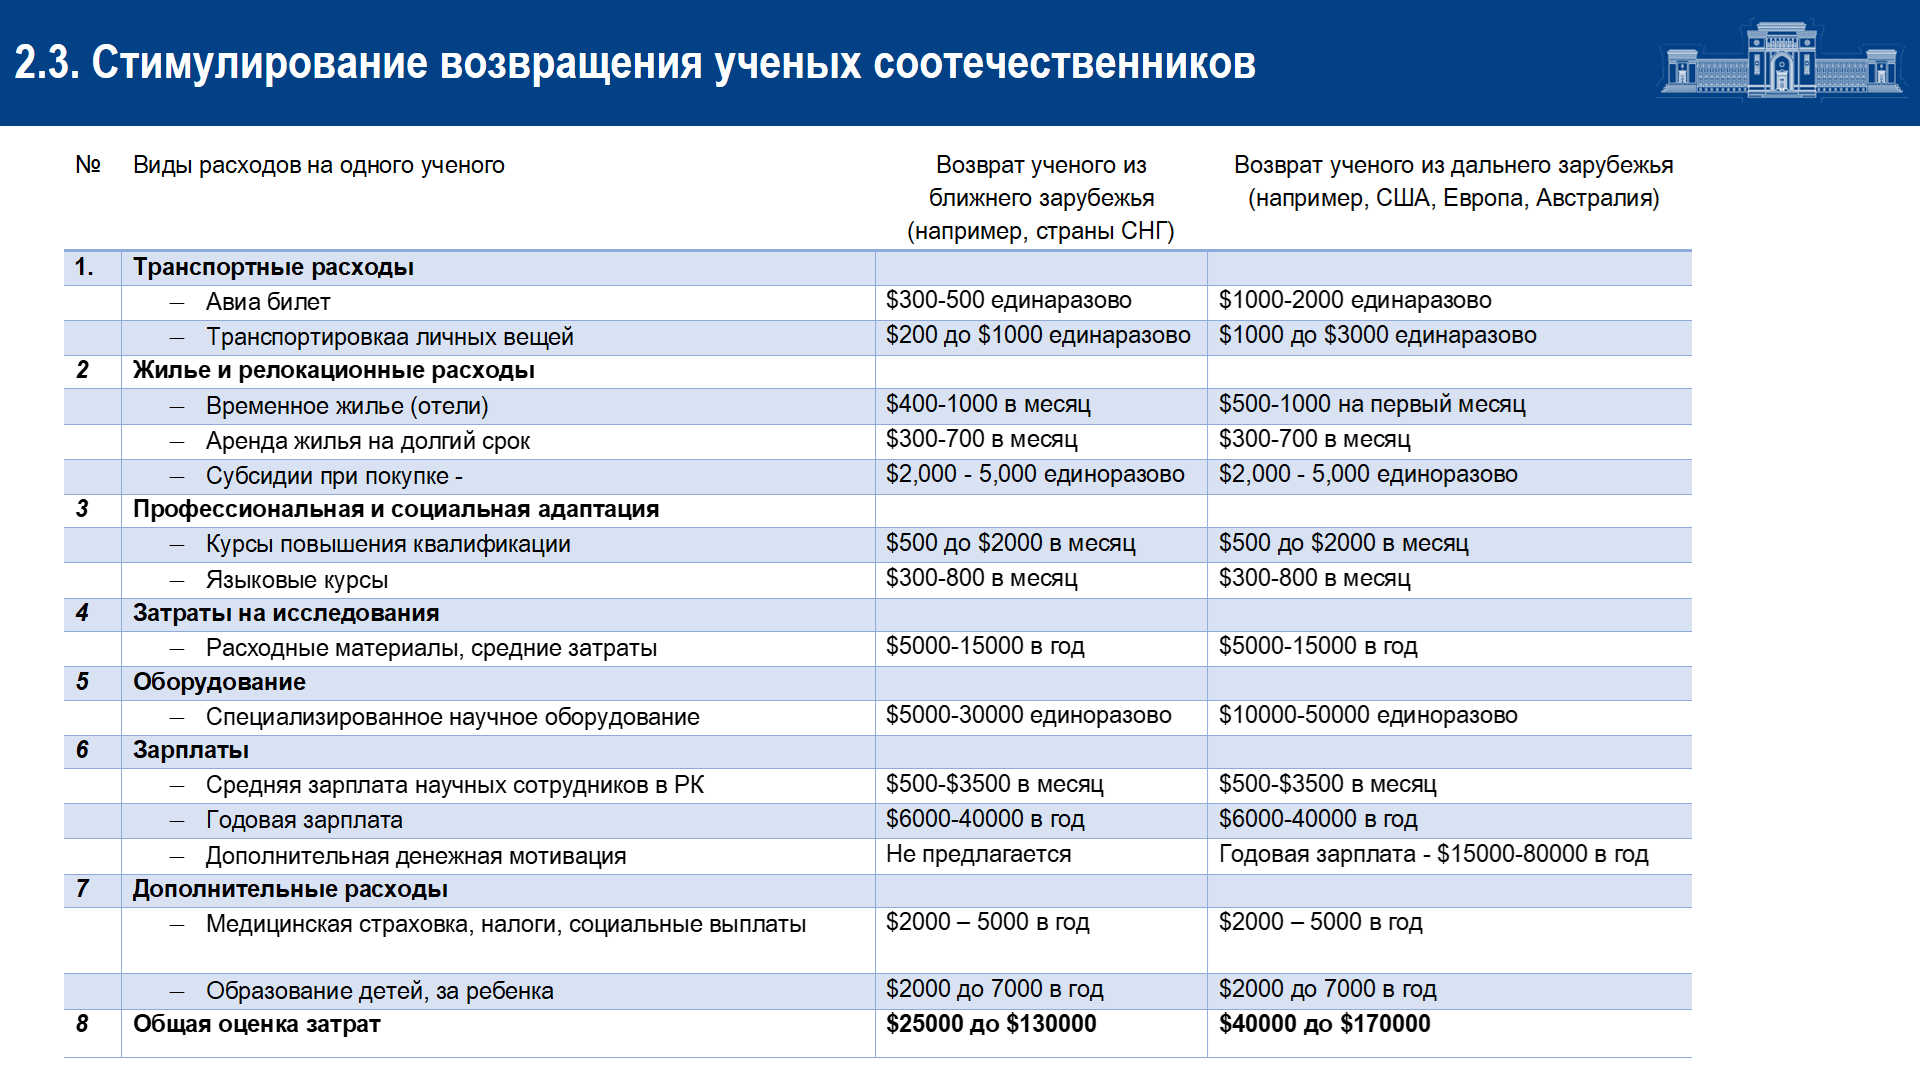 2.3. Стимулирование возвращения ученых соотечественников
№ Виды расходов на одного ученого Возврат ученого из ближнего зарубежья (например, страны СНГ) Возврат ученого из дальнего зарубежья (например, США, Европа, Австралия)
1. Транспортные расходы
– Авиа билет $300-500 единаразово $1000-2000 единаразово
– Транспортировкаа личных вещей $200 до $1000 единаразово $1000 до $3000 единаразово
2 Жилье и релокационные расходы
– Временное жилье (отели) $400-1000 в месяц $500-1000 на первый месяц
– Аренда жилья на долгий срок $300-700 в месяц $300-700 в месяц
– Субсидии при покупке - $2,000 - 5,000 единоразово $2,000 - 5,000 единоразово
3 Профессиональная и социальная адаптация
– Курсы повышения квалификации $500 до $2000 в месяц $500 до $2000 в месяц
– Языковые курсы $300-800 в месяц $300-800 в месяц
4 Затраты на исследования
– Расходные материалы, средние затраты $5000-15000 в год $5000-15000 в год
5 Оборудование
– Специализированное научное оборудование $5000-30000 единоразово $10000-50000 единоразово
6 Зарплаты
– Средняя зарплата научных сотрудников в РК $500-$3500 в месяц $500-$3500 в месяц
– Годовая зарплата $6000-40000 в год $6000-40000 в год
– Дополнительная денежная мотивация Не предлагается Годовая зарплата - $15000-80000 в год
7 Дополнительные расходы
– Медицинская страховка, налоги, социальные выплаты $2000 – 5000 в год $2000 – 5000 в год
– Образование детей, за ребенка $2000 до 7000 в год $2000 до 7000 в год
8 Общая оценка затрат $25000 до $130000 $40000 до $170000